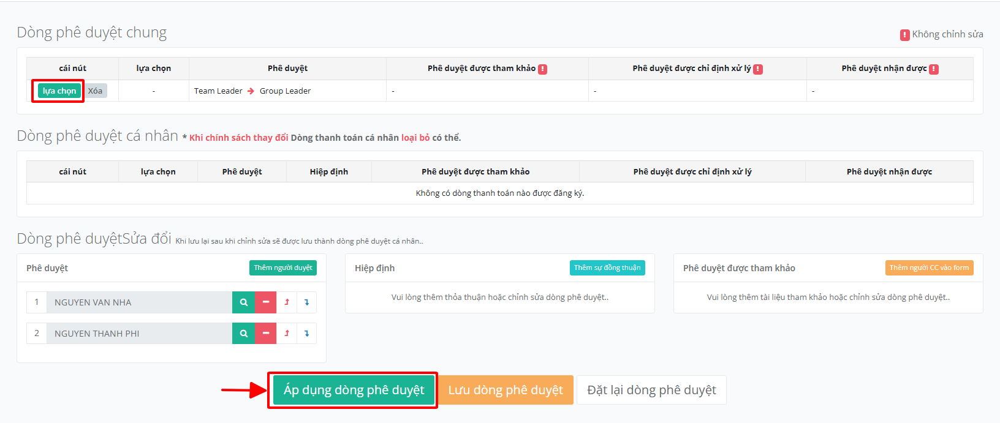 Dòng phê duyệt chung
! Không chỉnh sửa
cái nút lựa chọn Phê duyệt Phê duyệt được tham khảo ! Phê duyệt được chỉ định xử lý ! Phê duyệt nhận được !
lựa chọn Xóa - Team Leader → Group Leader - - -
Dòng phê duyệt cá nhân * Khi chính sách thay đổi Dòng thanh toán cá nhân loại bỏ có thể.
cái nút lựa chọn Phê duyệt Hiệp định Phê duyệt được tham khảo Phê duyệt được chỉ định xử lý Phê duyệt nhận được
Không có dòng thanh toán nào được đăng ký.
Dòng phê duyệtSửa đổi Khi lưu lại sau khi chỉnh sửa sẽ được lưu thành dòng phê duyệt cá nhân..
Phê duyệt Thêm người duyệt
1 NGUYEN VAN NHA
2 NGUYEN THANH PHI
Hiệp định Thêm sự đồng thuận
Vui lòng thêm thỏa thuận hoặc chỉnh sửa dòng phê duyệt..
Phê duyệt được tham khảo Thêm người CC vào form
Vui lòng thêm tài liệu tham khảo hoặc chỉnh sửa dòng phê duyệt..
Áp dụng dòng phê duyệt Lưu dòng phê duyệt Đặt lại dòng phê duyệt